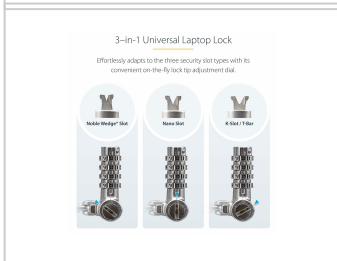 3–in-1 Universal Laptop Lock
Effortlessly adapts to the three security slot types with its
convenient on-the-fly lock tip adjustment dial.
Noble Wedge® Slot
Nano Slot
K-Slot / T-Bar